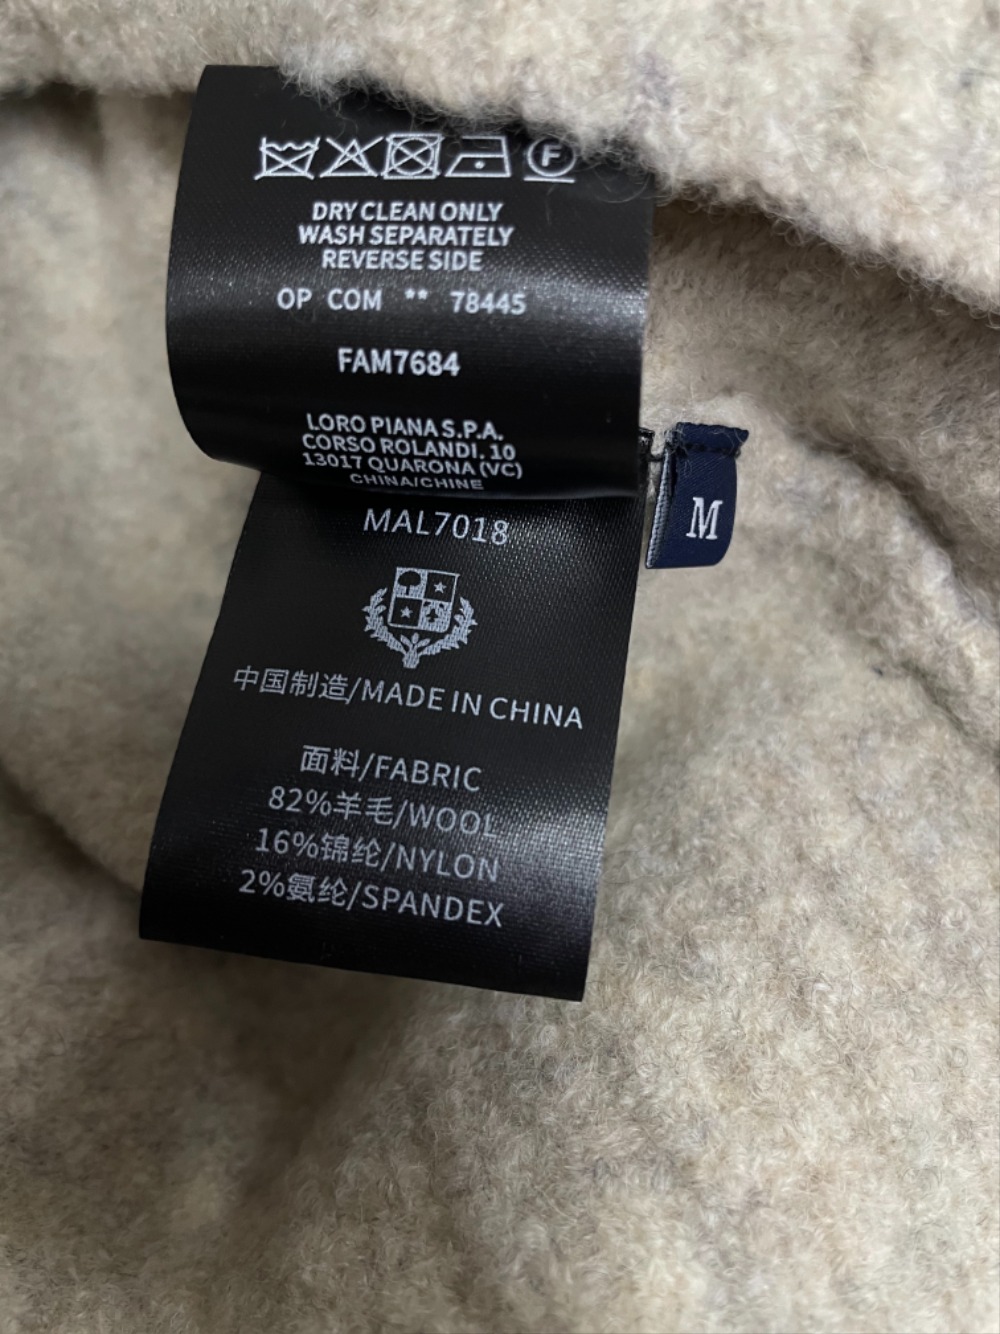 DRY CLEAN ONLY
WASH SEPARATELY
REVERSE SIDE
OP COM ** 78445
FAM7684
LORO PIANA S.P.A.
CORSO ROLANDI. 10
13017 QUARONA (VC)
CHINA/CHINE
M
MAL7018
中国制造/MADE IN CHINA
面料/FABRIC
82%羊毛/WOOL
16%锦纶/NYLON
2%氨纶/SPANDEX